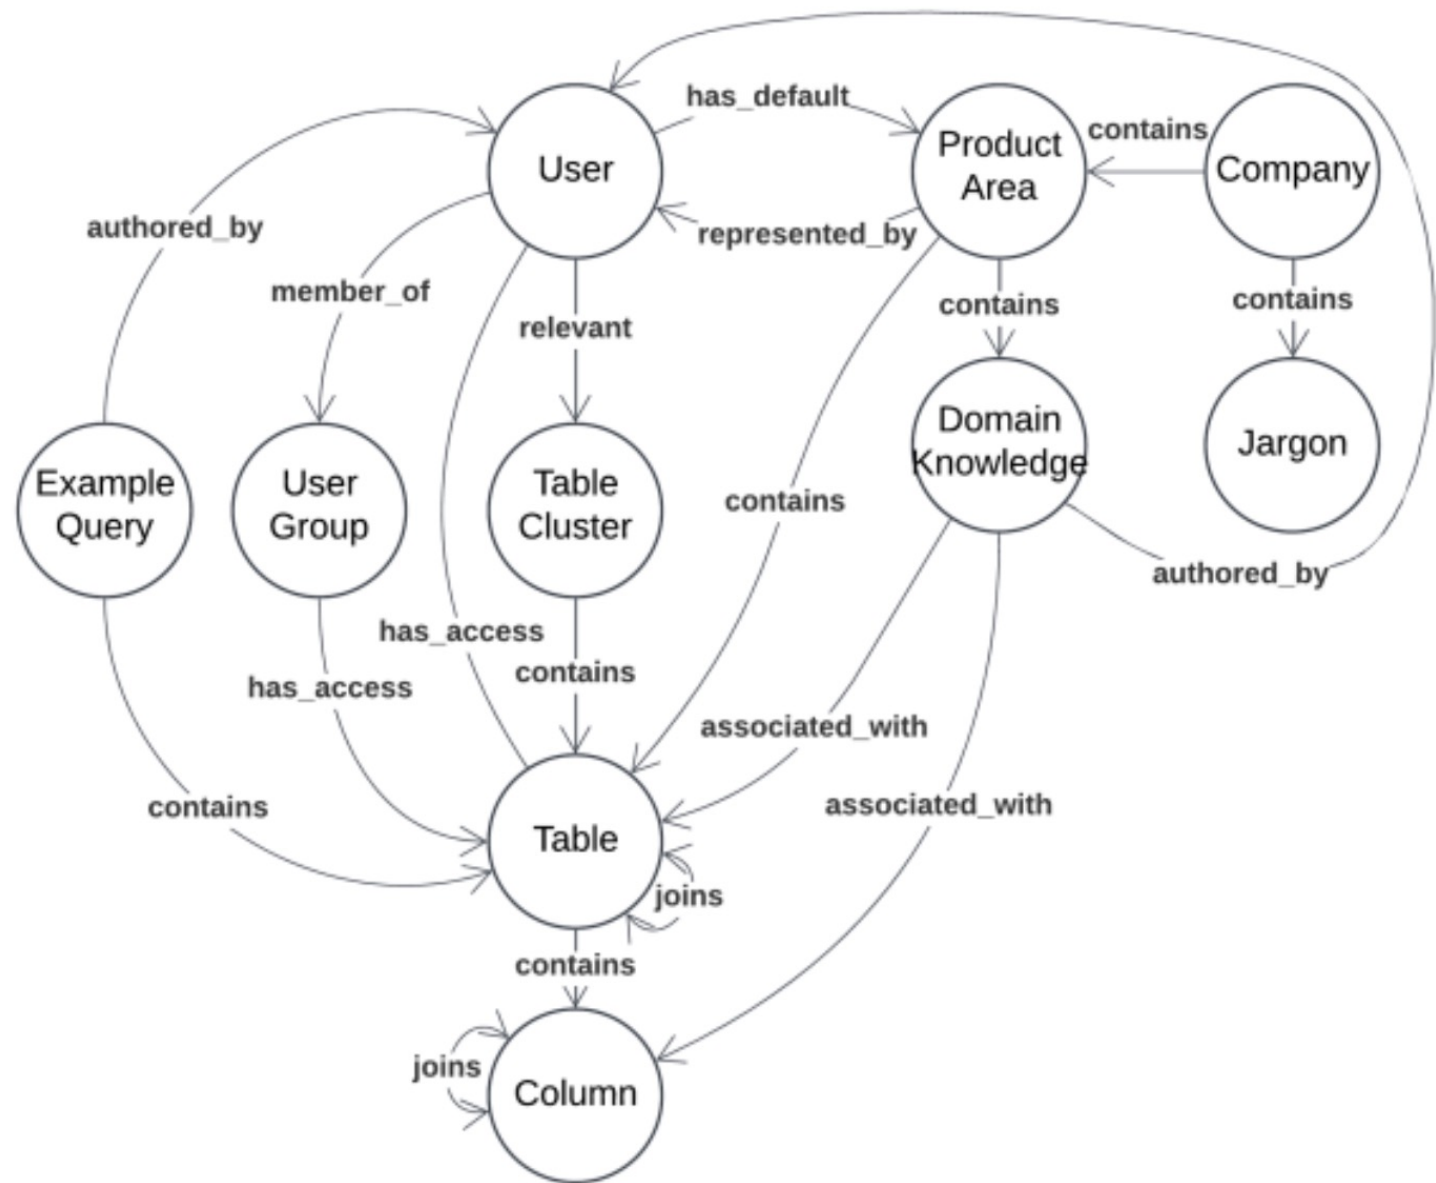 has_default
contains
User
Product
Area
Company
authored_by
represented_by
member_of
relevant
contains
contains
Domain
Knowledge
Jargon
Example
Query
User
Group
Table
Cluster
contains
authored_by
has_access
contains
has_access
associated_with
contains
associated_with
Table
joins
contains
joins
Column